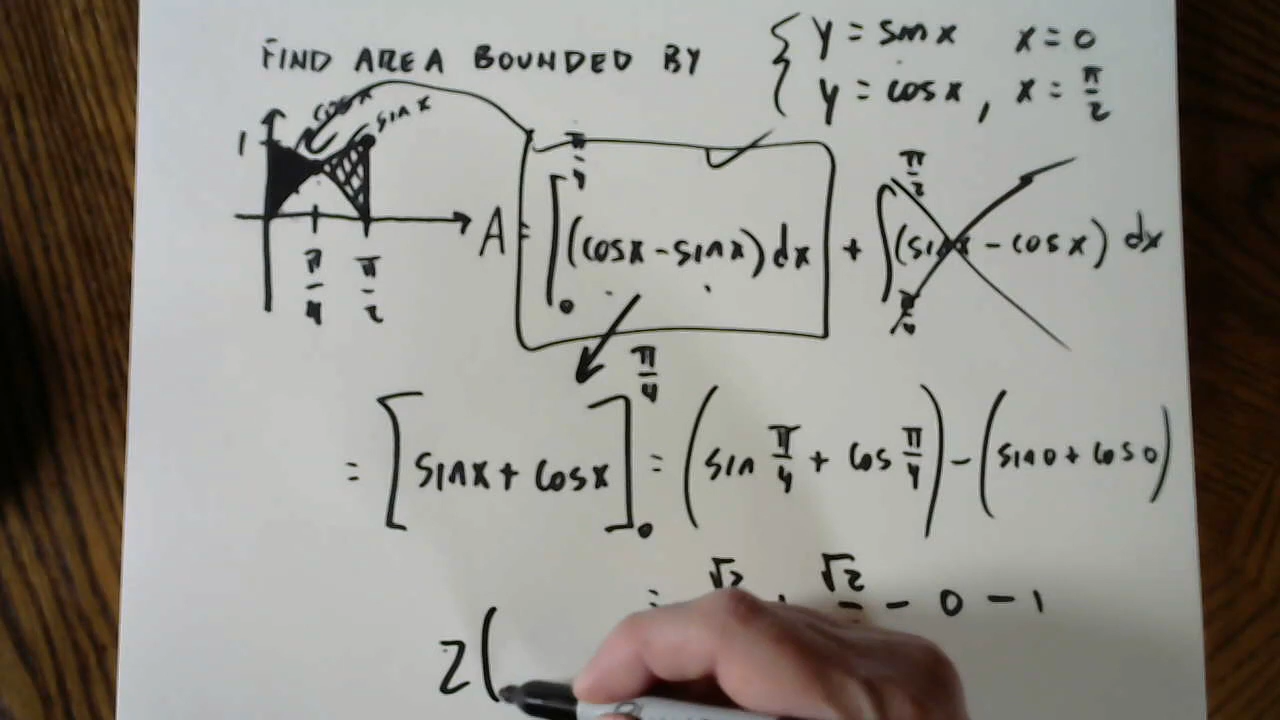 FIND AREA BOUNDED BY { y = sin x x = 0
y = cos x, x = π/2
1 cos x sin x
π/4 π/2
A = ∫₀^(π/4) (cos x - sin x) dx + ∫_(π/4)^(π/2) (sin x - cos x) dx
= [sin x + cos x]₀^(π/4) = (sin π/4 + cos π/4) - (sin 0 + cos 0)
= √2 + √2 - 0 - 1
2(